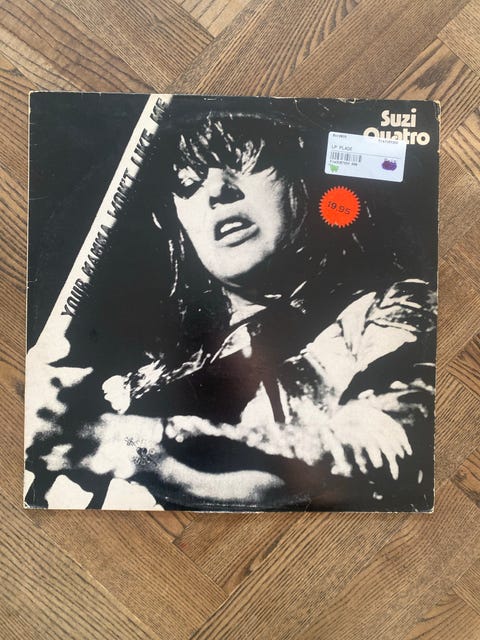 Suzi
Quatro
LP PLADE
19.95
YOUR MAMMA WON'T LIKE ME